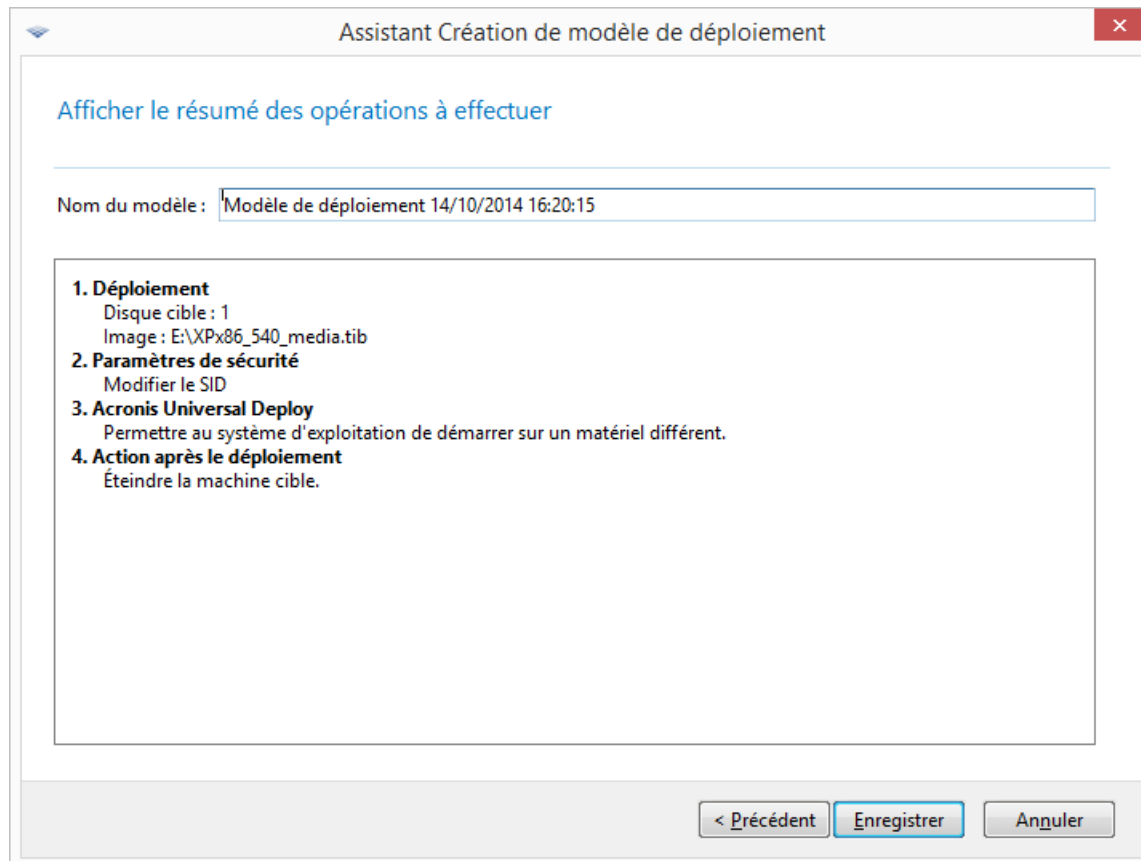 Assistant Création de modèle de déploiement
Afficher le résumé des opérations à effectuer
Nom du modèle : Modèle de déploiement 14/10/2014 16:20:15
1. Déploiement
Disque cible : 1
Image : E:\XPx86_540_media.tib
2. Paramètres de sécurité
Modifier le SID
3. Acronis Universal Deploy
Permettre au système d'exploitation de démarrer sur un matériel différent.
4. Action après le déploiement
Éteindre la machine cible.
< Précédent Enregistrer Annuler